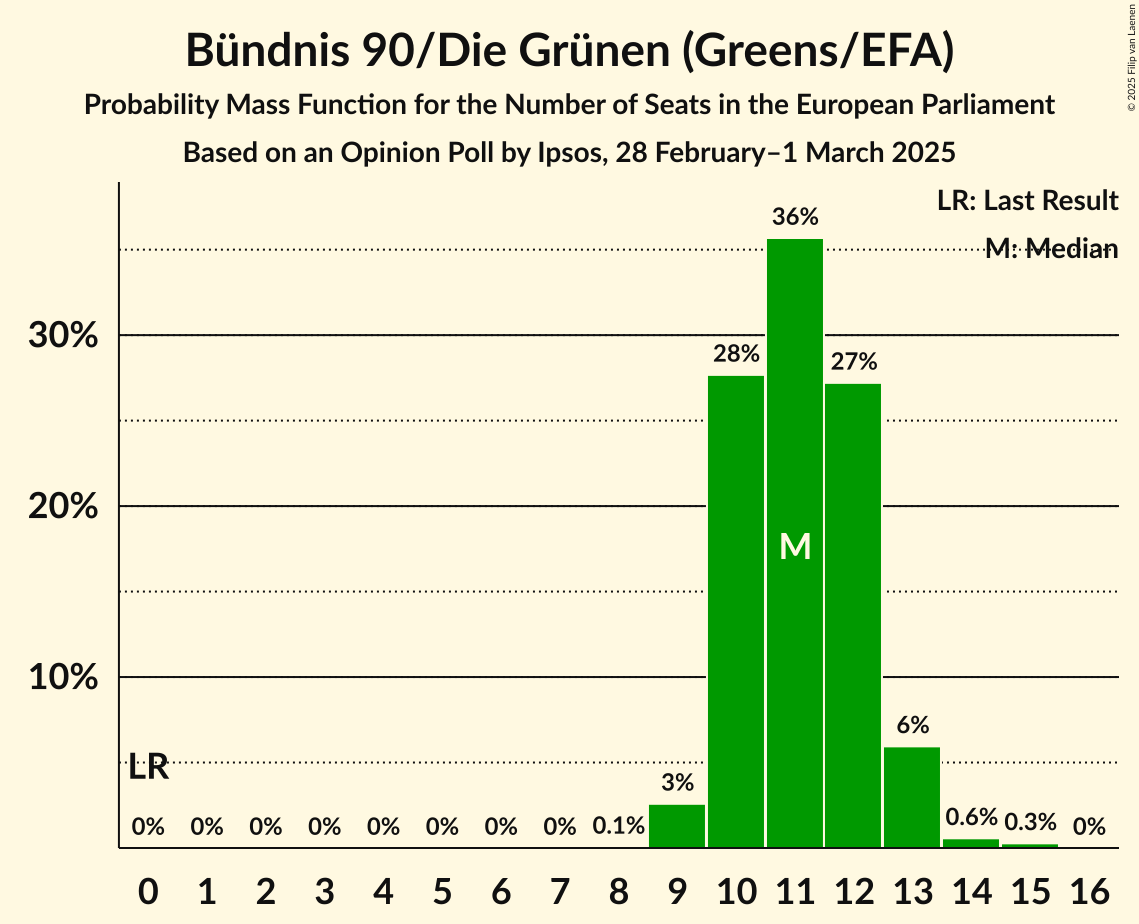 Bündnis 90/Die Grünen (Greens/EFA)
Probability Mass Function for the Number of Seats in the European Parliament
Based on an Opinion Poll by Ipsos, 28 February–1 March 2025
© 2025 Filip van Laenen
LR: Last Result
M: Median
36%
30%
28%
27%
20%
M
10%
6%
LR
3%
0% 0% 0% 0% 0% 0% 0% 0% 0.1% 0.6% 0.3% 0%
0 1 2 3 4 5 6 7 8 9 10 11 12 13 14 15 16